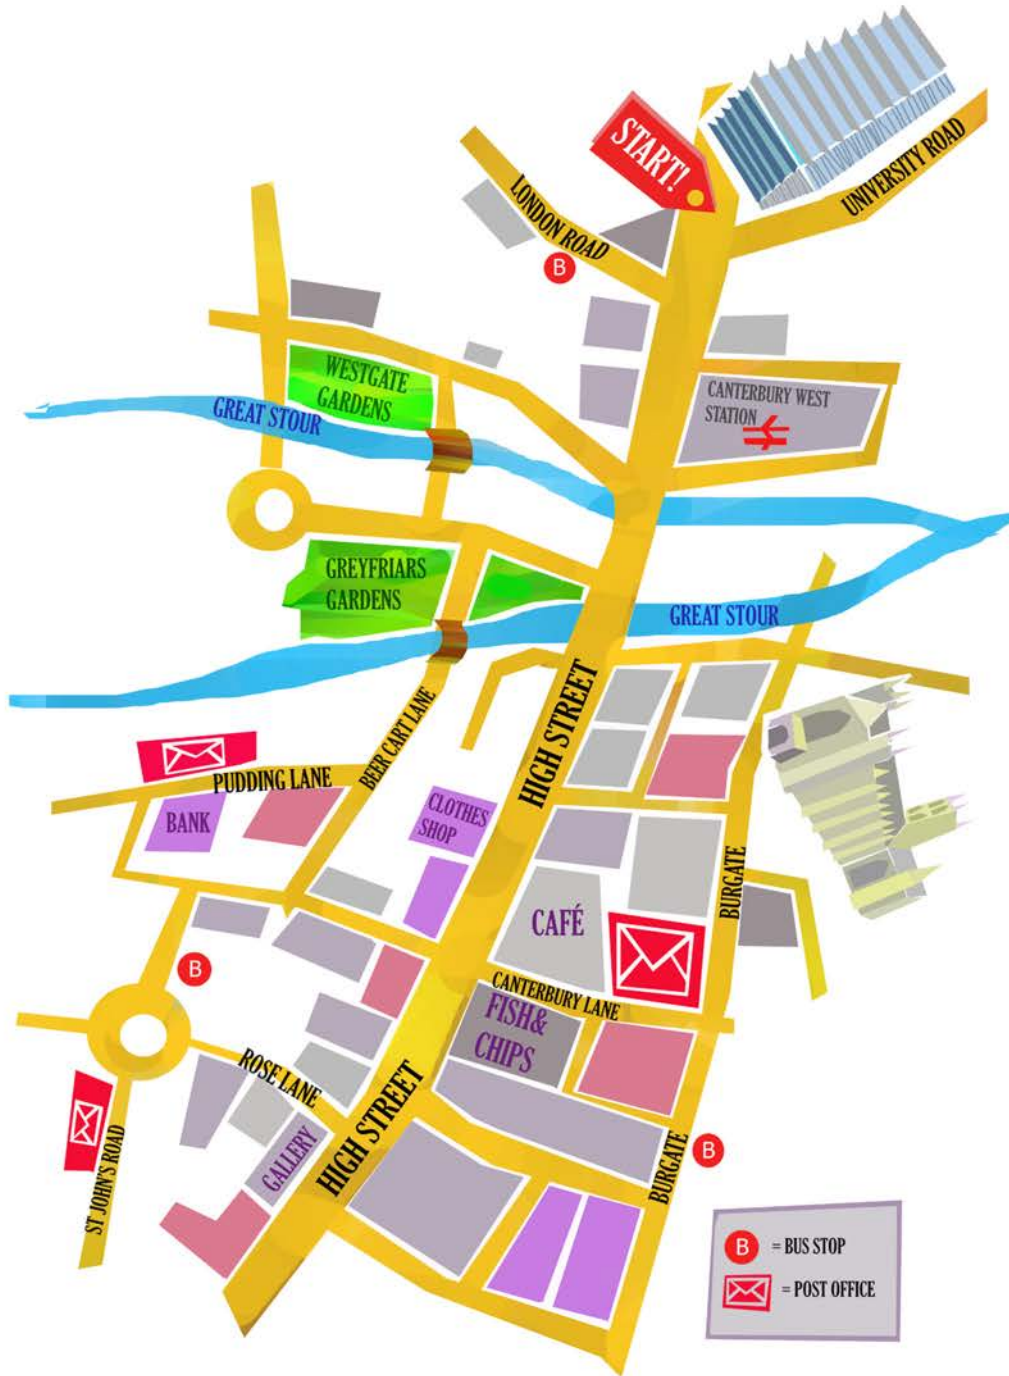 START!
UNIVERSITY ROAD
LONDON ROAD
B
WESTGATE
GARDENS
CANTERBURY WEST
STATION
GREAT STOUR
GREYFRIARS
GARDENS
GREAT STOUR
HIGH STREET
BEER CART LANE
PUDDING LANE
BANK
CLOTHES
SHOP
CAFÉ
BURGATE
B
CANTERBURY LANE
FISH&
CHIPS
ROSE LANE
HIGH STREET
GALLERY
ST JOHN'S ROAD
BURGATE
B
B = BUS STOP
= POST OFFICE